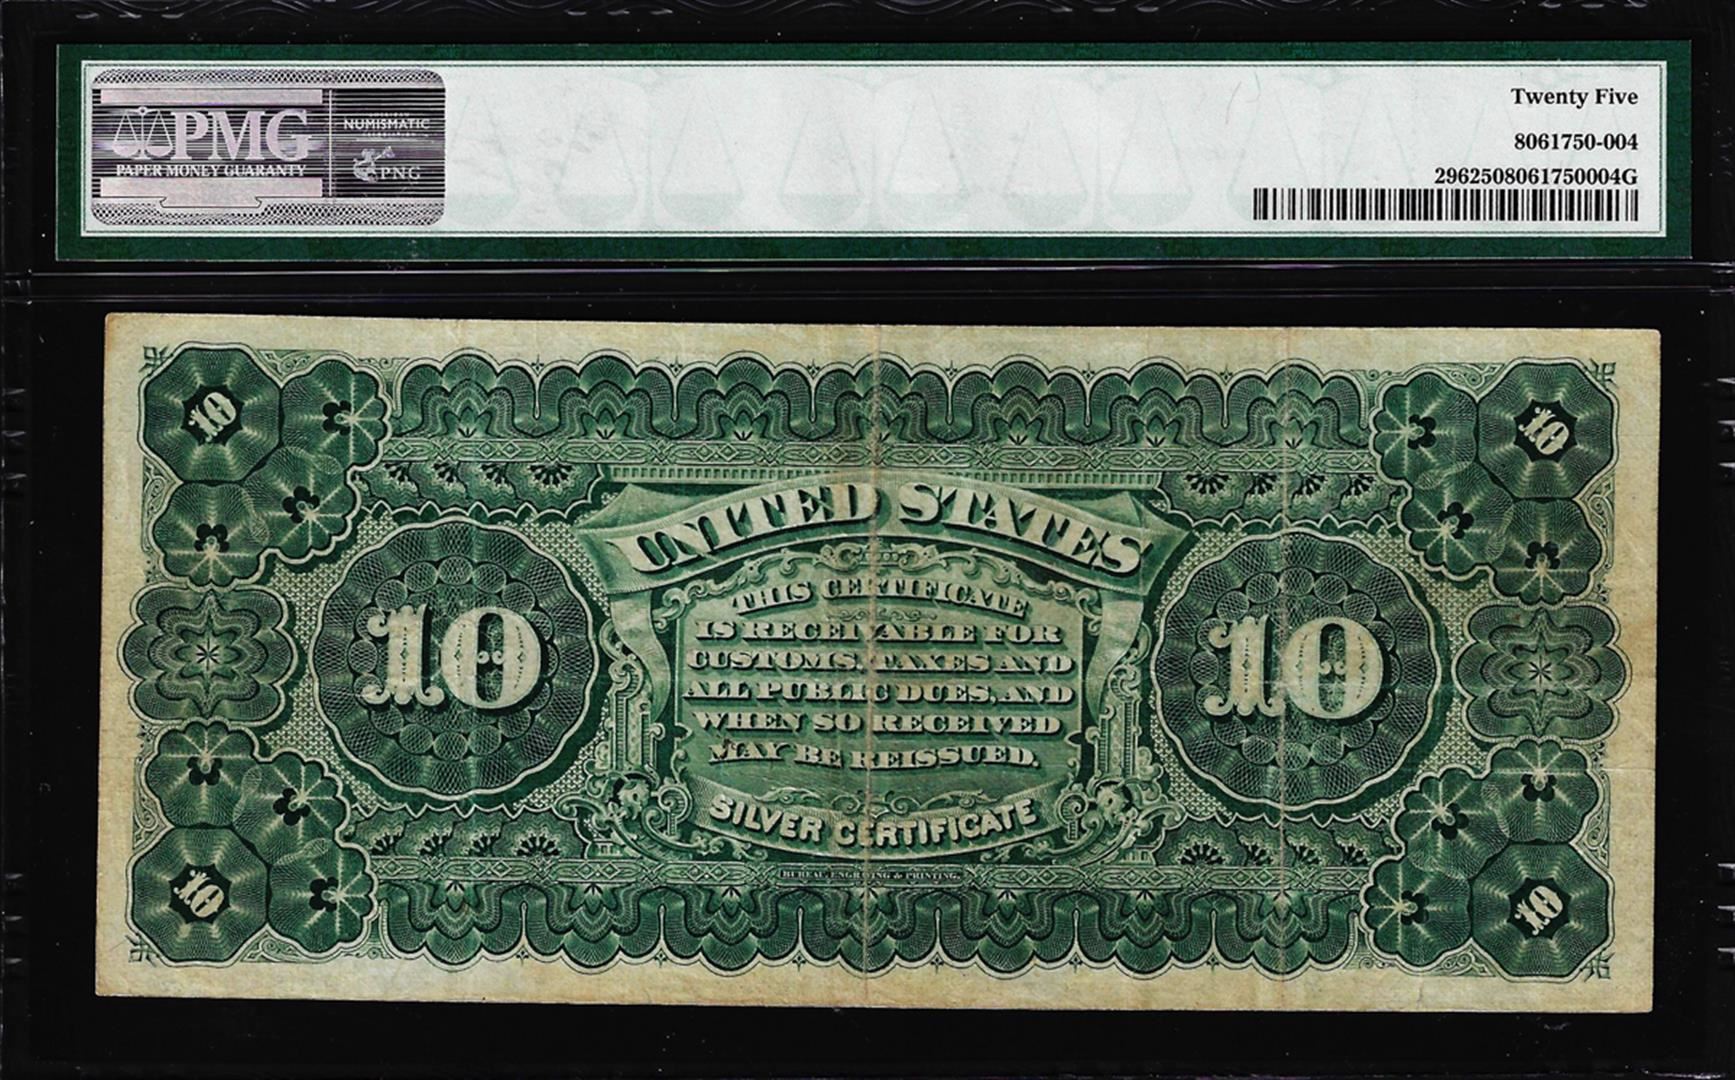 PMG
PAPER MONEY GUARANTY
NUMISMATIC
PNG
Twenty Five
8061750-004
2962508061750004G
10
10
UNITED STATES
THIS CERTIFICATE
IS RECEIVABLE FOR
CUSTOMS, TAXES AND
ALL PUBLIC DUES, AND
WHEN SO RECEIVED
MAY BE REISSUED.
10
10
SILVER CERTIFICATE
BUREAU, ENGRAVING & PRINTING.
10
10